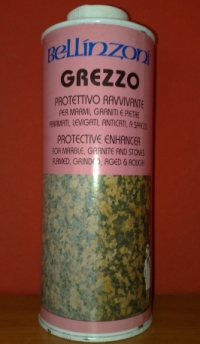 Bellinzoni
GREZZO
PROTETTIVO RAVVIVANTE
PER MARMI, GRANITI E PIETRE
FIAMMATI, LEVIGATI, ANTICATI, A SPACCO
PROTECTIVE ENHANCER
FOR MARBLE, GRANITE AND STONES
FLAMED, GRINDED, AGED & ROUGH